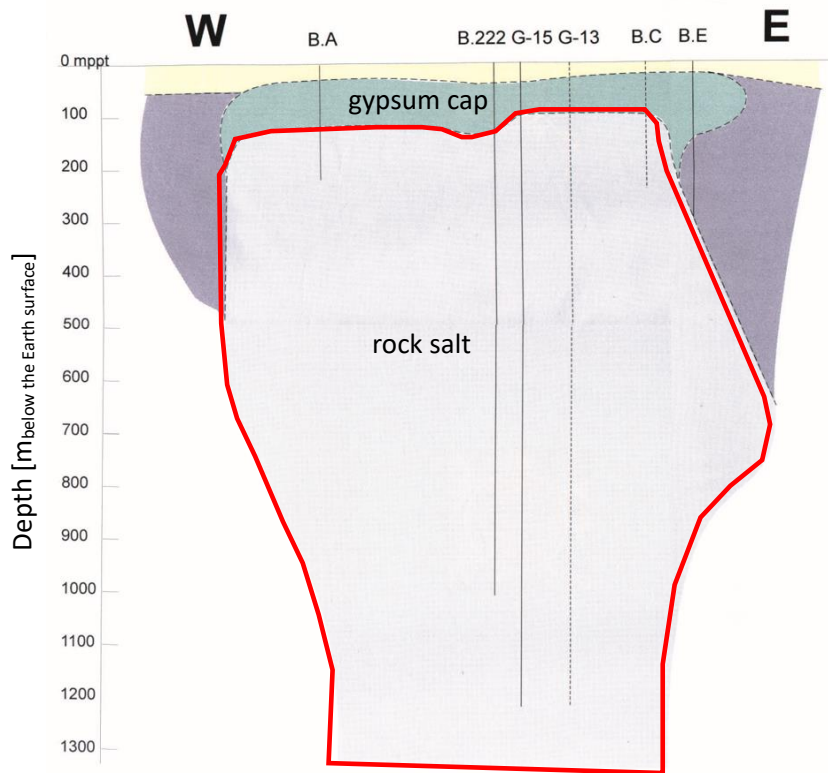 W E
B.A B.222 G-15 G-13 B.C B.E
0 mppt
gypsum cap
100
200
300
400
rock salt
500
600
700
800
900
1000
1100
1200
1300
Depth [m below the Earth surface]